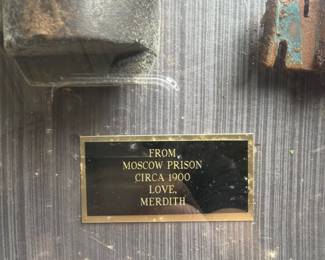 FROM,
MOSCOW PRISON
CIRCA 1900
LOVE,
MERDITH